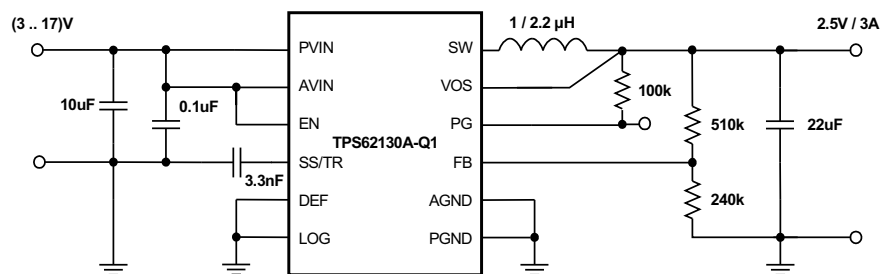 (3 .. 17)V
1 / 2.2 µH
2.5V / 3A
PVIN
SW
AVIN
VOS
10uF
0.1uF
100k
EN
PG
510k
22uF
TPS62130A-Q1
SS/TR
FB
3.3nF
DEF
AGND
240k
LOG
PGND